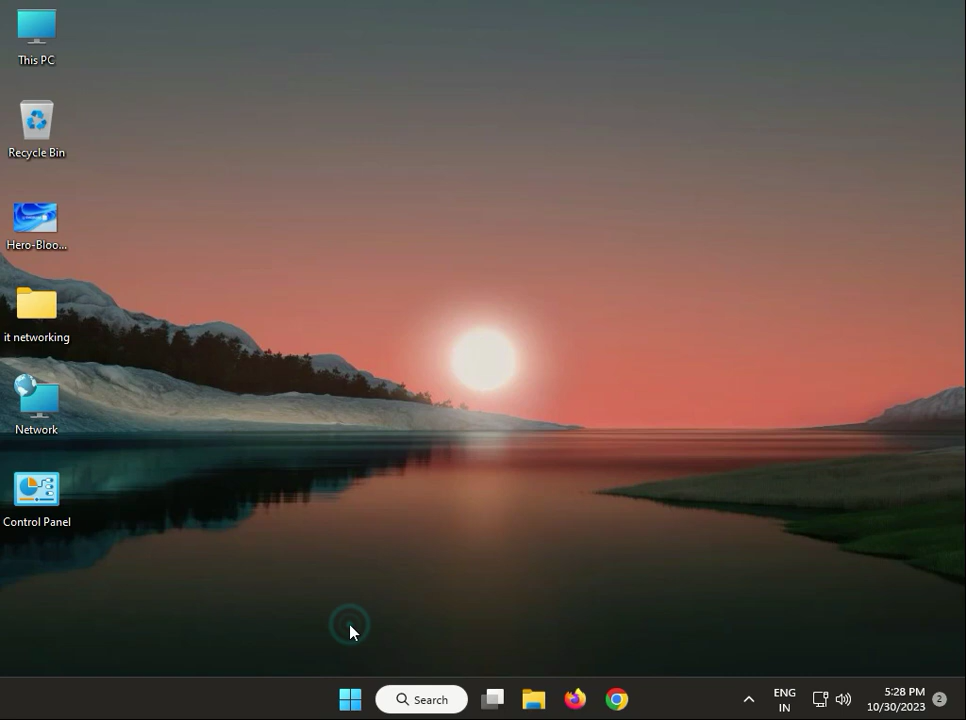 This PC
Recycle Bin
Hero-Bloo...
it networking
Network
Control Panel
Search
ENG
IN
5:28 PM
10/30/2023
2